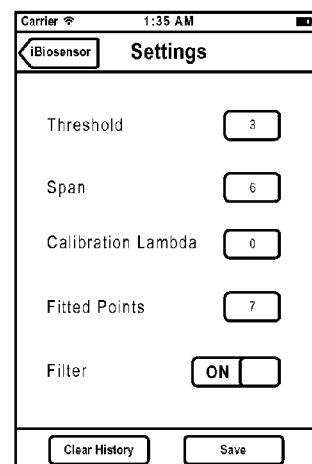 Carrier 1:35 AM
iBiosensor Settings
Threshold 3
Span 6
Calibration Lambda 0
Fitted Points 7
Filter ON
Clear History Save